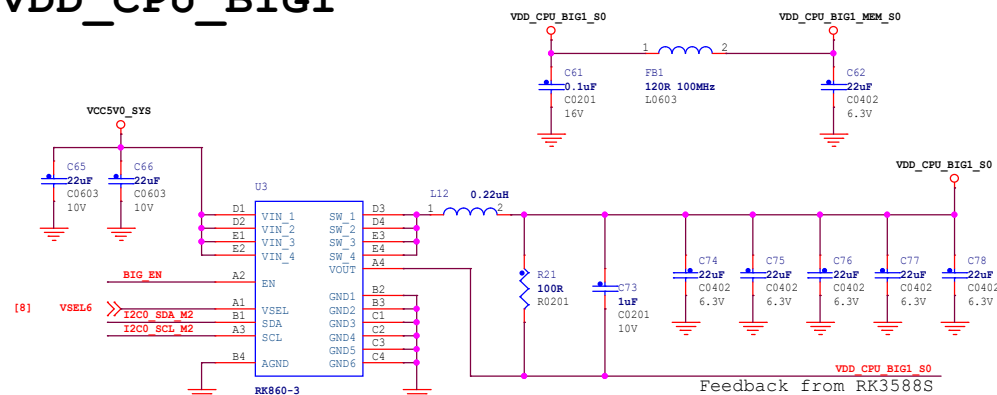 VDD_CPU_BIG1
VDD_CPU_BIG1_S0
VDD_CPU_BIG1_MEM_S0
1
2
C61
0.1uF
C0201
16V
FB1
120R 100MHz
L0603
C62
22uF
C0402
6.3V
VCC5V0_SYS
C65
22uF
C0603
10V
C66
22uF
C0603
10V
U3
D1
D2
E1
E2
VIN_1
VIN_2
VIN_3
VIN_4
SW_1
SW_2
SW_3
SW_4
VOUT
D3
D4
E3
E4
A4
L12
0.22uH
1
2
VDD_CPU_BIG1_S0
BIG_EN
A2
EN
[8]
VSEL6
A1
VSEL
I2C0_SDA_M2
B1
SDA
I2C0_SCL_M2
A3
SCL
B4
AGND
GND1
GND2
GND3
GND4
GND5
GND6
B2
B3
C1
C2
C3
C4
RK860-3
R21
100R
R0201
C73
1uF
C0201
10V
C74
22uF
C0402
6.3V
C75
22uF
C0402
6.3V
C76
22uF
C0402
6.3V
C77
22uF
C0402
6.3V
C78
22uF
C0402
6.3V
VDD_CPU_BIG1_S0
Feedback from RK3588S